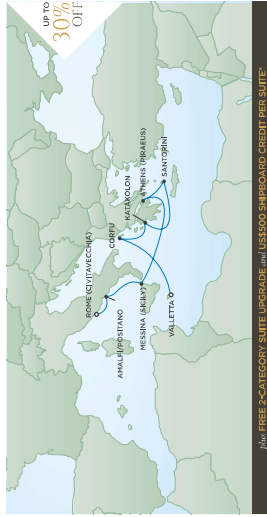 UP TO
30%
OFF*
ROME (CIVITAVECCHIA)
AMALFI/POSITANO
CORFU
KATAKOLON
ATHENS (PIRAEUS)
SANTORINI
MESSINA (SICILY)
VALLETTA
plus FREE 2-CATEGORY SUITE UPGRADE and US$500 SHIPBOARD CREDIT PER SUITE*